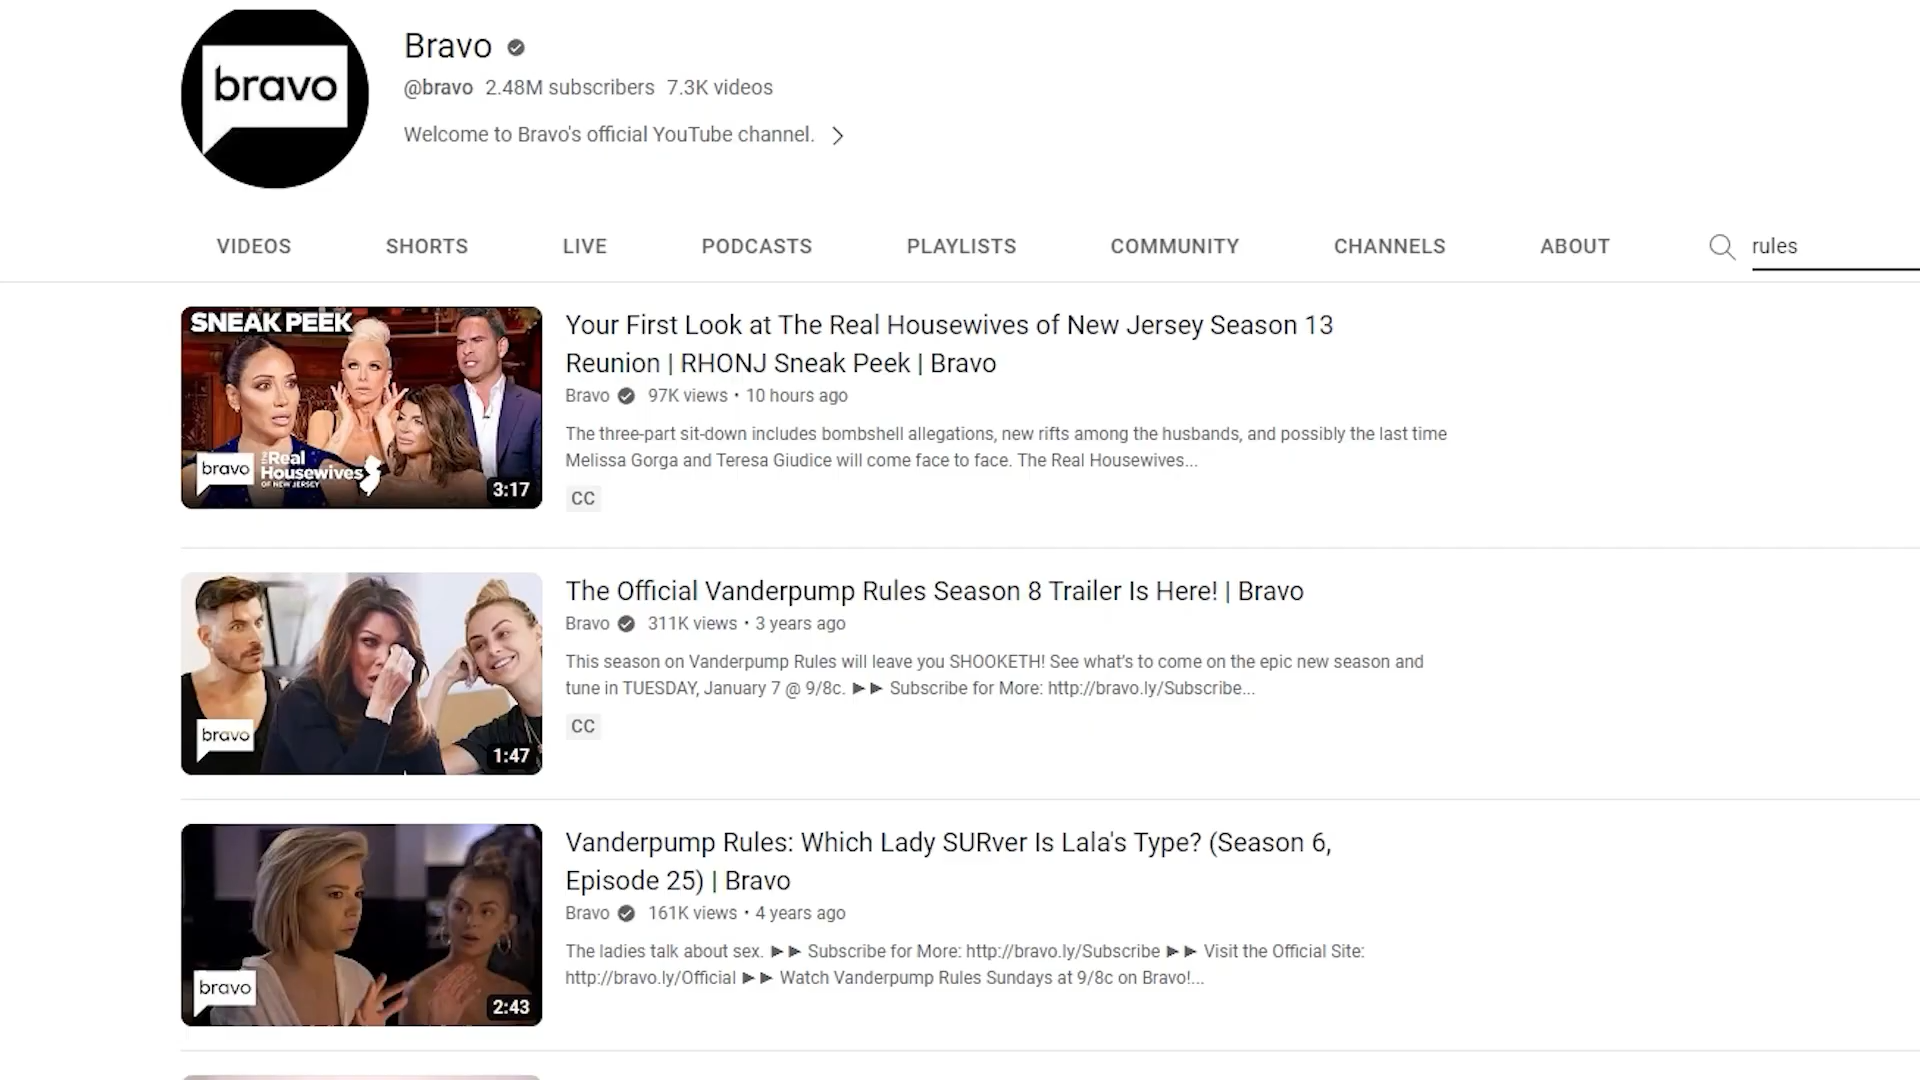 bravo
Bravo
@bravo 2.48M subscribers 7.3K videos
Welcome to Bravo's official YouTube channel.
VIDEOS SHORTS LIVE PODCASTS PLAYLISTS COMMUNITY CHANNELS ABOUT rules
SNEAK PEEK
bravo
The Real
Housewives
OF NEW JERSEY
3:17
Your First Look at The Real Housewives of New Jersey Season 13
Reunion | RHONJ Sneak Peek | Bravo
Bravo 97K views • 10 hours ago
The three-part sit-down includes bombshell allegations, new rifts among the husbands, and possibly the last time
Melissa Gorga and Teresa Giudice will come face to face. The Real Housewives...
CC
bravo
1:47
The Official Vanderpump Rules Season 8 Trailer Is Here! | Bravo
Bravo 311K views • 3 years ago
This season on Vanderpump Rules will leave you SHOOKETH! See what's to come on the epic new season and
tune in TUESDAY, January 7 @ 9/8c. ►► Subscribe for More: http://bravo.ly/Subscribe...
CC
bravo
2:43
Vanderpump Rules: Which Lady SURver Is Lala's Type? (Season 6,
Episode 25) | Bravo
Bravo 161K views • 4 years ago
The ladies talk about sex. ►► Subscribe for More: http://bravo.ly/Subscribe ►► Visit the Official Site:
http://bravo.ly/Official ►► Watch Vanderpump Rules Sundays at 9/8c on Bravo!...